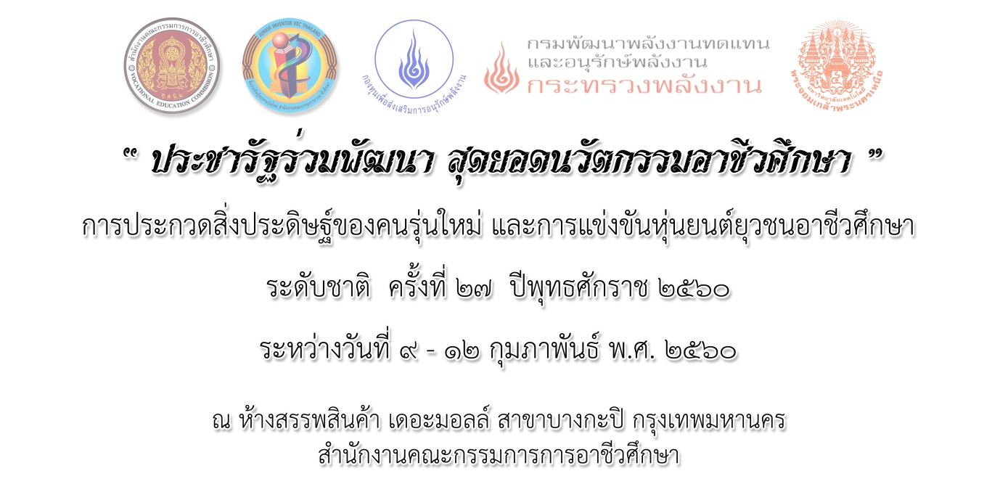 สำนักงานคณะกรรมการการอาชีวศึกษา
VOCATIONAL EDUCATION COMMISSION
JUNIOR INVENTOR VEC THAILAND
กองทุนเพื่อส่งเสริมการอนุรักษ์พลังงาน
กรมพัฒนาพลังงานทดแทน
และอนุรักษ์พลังงาน
กระทรวงพลังงาน
มหาวิทยาลัยเทคโนโลยี
พระจอมเกล้าพระนครเหนือ
“ ประชารัฐร่วมพัฒนา สุดยอดนวัตกรรมอาชีวศึกษา ”
การประกวดสิ่งประดิษฐ์ของคนรุ่นใหม่ และการแข่งขันหุ่นยนต์ยุวชนอาชีวศึกษา
ระดับชาติ ครั้งที่ ๒๗ ปีพุทธศักราช ๒๕๖๐
ระหว่างวันที่ ๙ - ๑๒ กุมภาพันธ์ พ.ศ. ๒๕๖๐
ณ ห้างสรรพสินค้า เดอะมอลล์ สาขาบางกะปิ กรุงเทพมหานคร
สำนักงานคณะกรรมการการอาชีวศึกษา